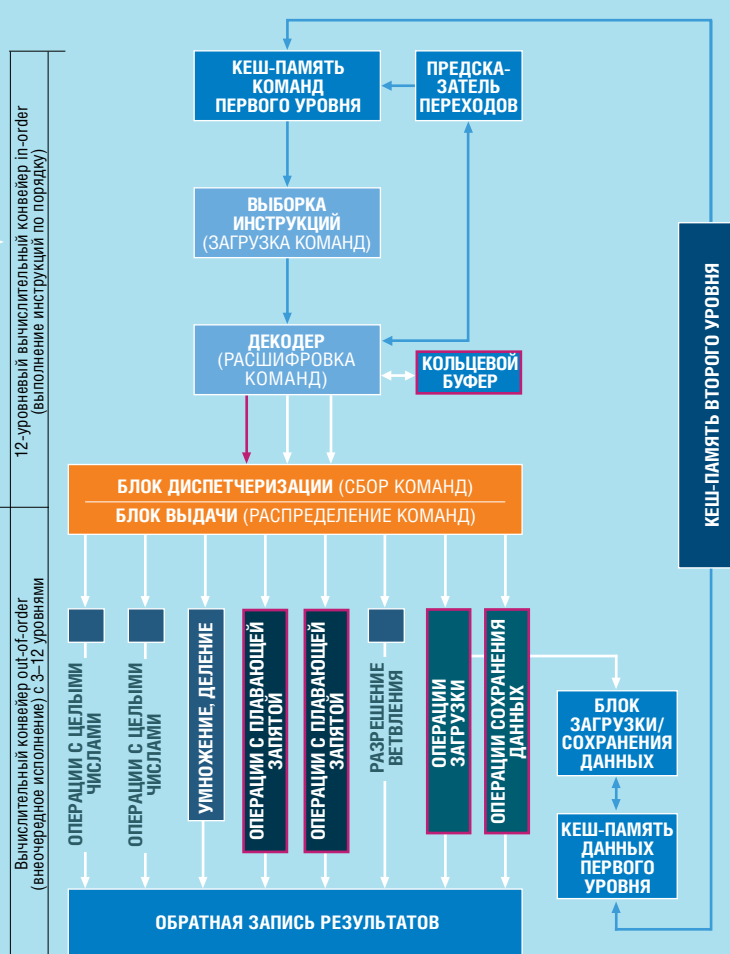 КЕШ-ПАМЯТЬ
КОМАНД
ПЕРВОГО УРОВНЯ
ПРЕДСКА-
ЗАТЕЛЬ
ПЕРЕХОДОВ
12-уровневый вычислительный конвейер in-order
(выполнение инструкций по порядку)
ВЫБОРКА
ИНСТРУКЦИЙ
(ЗАГРУЗКА КОМАНД)
ДЕКОДЕР
(РАСШИФРОВКА
КОМАНД)
КОЛЬЦЕВОЙ
БУФЕР
КЕШ-ПАМЯТЬ ВТОРОГО УРОВНЯ
БЛОК ДИСПЕТЧЕРИЗАЦИИ (СБОР КОМАНД)
БЛОК ВЫДАЧИ (РАСПРЕДЕЛЕНИЕ КОМАНД)
Вычислительный конвейер out-of-order
(внеочередное исполнение) с 3–12 уровнями
ОПЕРАЦИИ С ЦЕЛЫМИ
ЧИСЛАМИ
ОПЕРАЦИИ С ЦЕЛЫМИ
ЧИСЛАМИ
УМНОЖЕНИЕ, ДЕЛЕНИЕ
ОПЕРАЦИИ С ПЛАВАЮЩЕЙ
ЗАПЯТОЙ
ОПЕРАЦИИ С ПЛАВАЮЩЕЙ
ЗАПЯТОЙ
РАЗРЕШЕНИЕ
ВЕТВЛЕНИЯ
ОПЕРАЦИИ
ЗАГРУЗКИ
ОПЕРАЦИИ СОХРАНЕНИЯ
ДАННЫХ
БЛОК
ЗАГРУЗКИ/
СОХРАНЕНИЯ
ДАННЫХ
КЕШ-ПАМЯТЬ
ДАННЫХ
ПЕРВОГО
УРОВНЯ
ОБРАТНАЯ ЗАПИСЬ РЕЗУЛЬТАТОВ